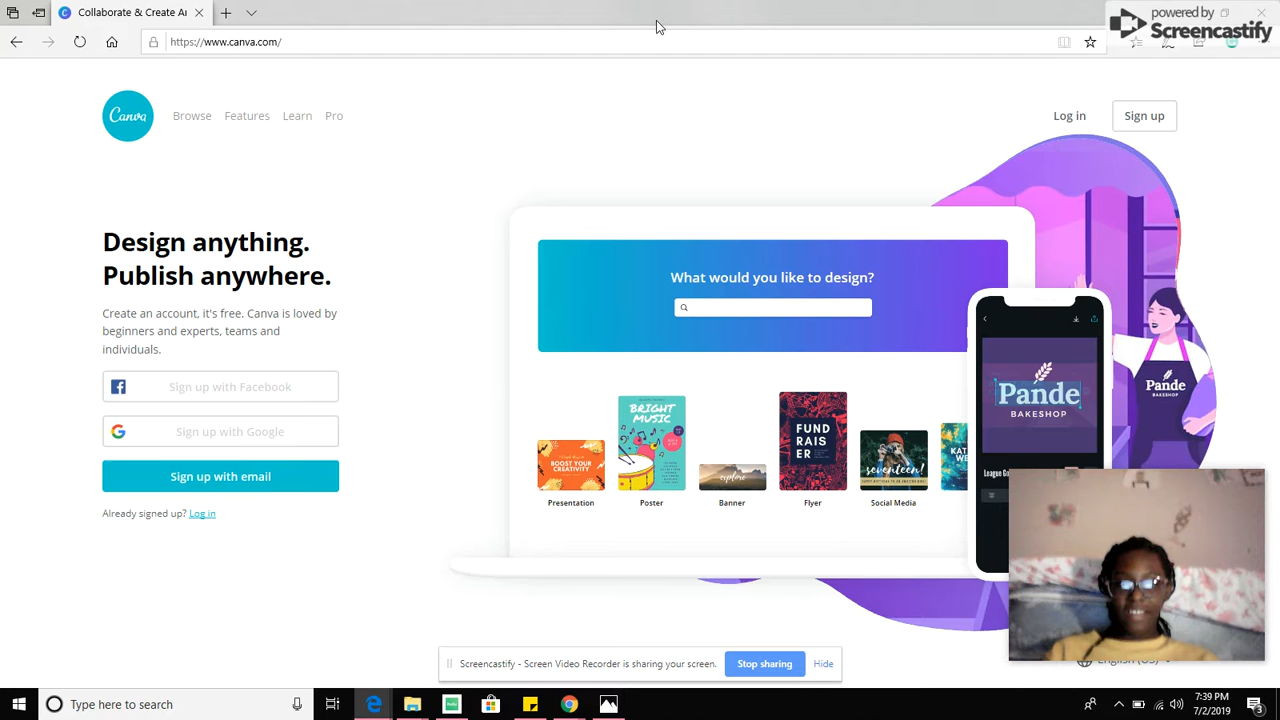 Collaborate & Create Ar
powered by
Screencastify
https://www.canva.com/
Canva
Browse
Features
Learn
Pro
Log in
Sign up
Design anything.
Publish anywhere.
Create an account, it's free. Canva is loved by
beginners and experts, teams and
individuals.
Sign up with Facebook
Sign up with Google
Sign up with email
Already signed up? Log in
What would you like to design?
BOOST YOUR
CREATIVITY
BRIGHT
MUSIC
explore
FUND
RAIS
ER
seventeen!
Presentation
Poster
Banner
Flyer
Social Media
Pande
BAKESHOP
Pande
BAKESHOP
Screencastify - Screen Video Recorder is sharing your screen.
Stop sharing
Hide
English (US)
Type here to search
hulu
7:39 PM
7/2/2019
3